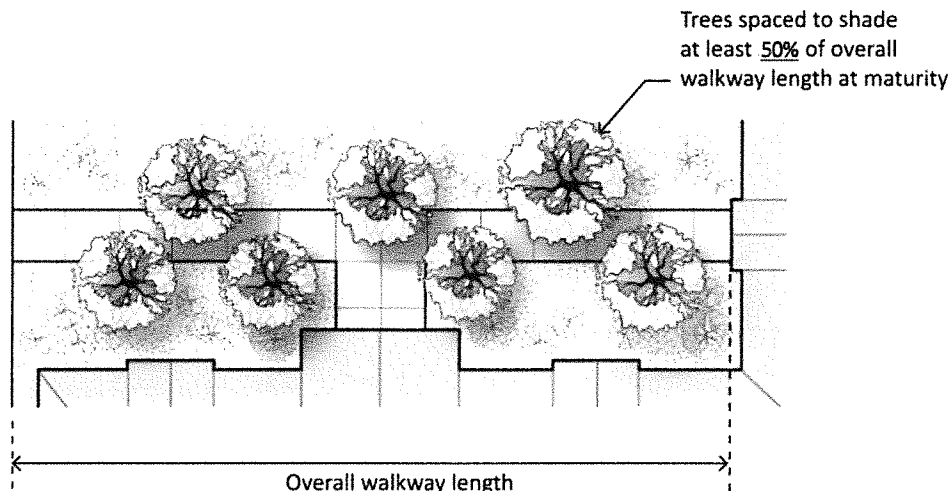 Trees spaced to shade
at least 50% of overall
walkway length at maturity
Overall walkway length